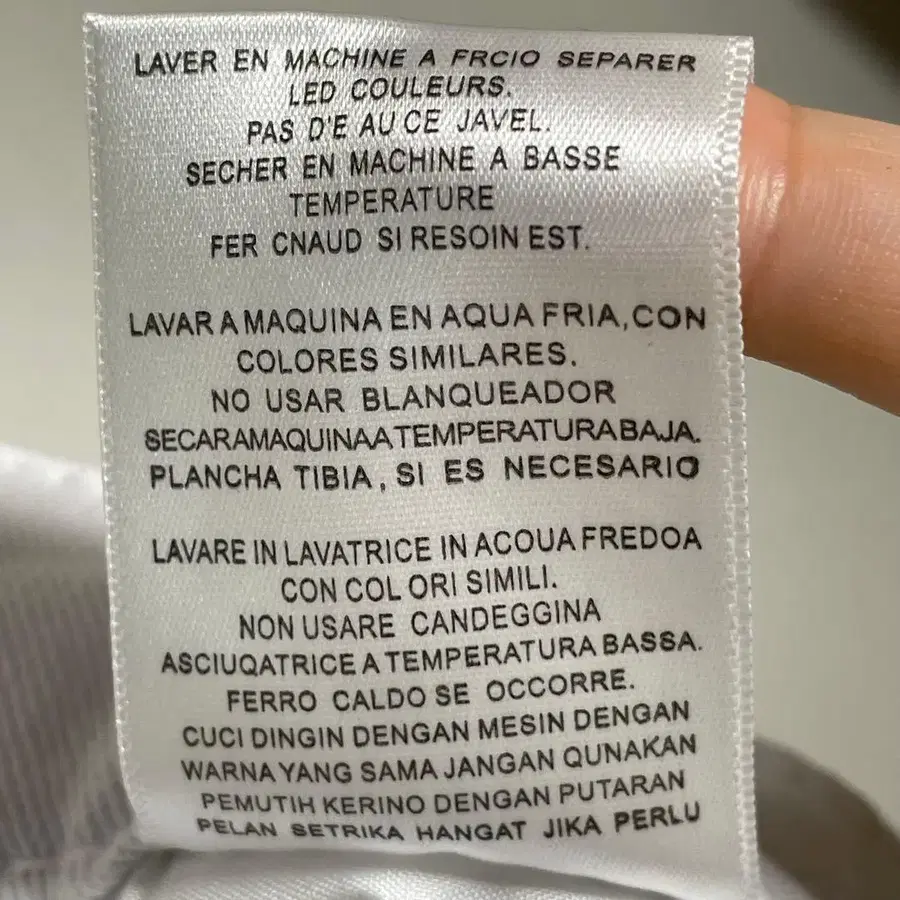 LAVER EN MACHINE A FRCIO SEPARER
LED COULEURS.
PAS D'E AU CE JAVEL.
SECHER EN MACHINE A BASSE
TEMPERATURE
FER CNAUD SI RESOIN EST.
LAVAR A MAQUINA EN AQUA FRIA, CON
COLORES SIMILARES.
NO USAR BLANQUEADOR
SECARAMAQUINAATEMPERATURABAJA.
PLANCHA TIBIA, SI ES NECESARIO
LAVARE IN LAVATRICE IN ACOUA FREDOA
CON COL ORI SIMILI.
NON USARE CANDEGGINA
ASCIUQATRICE A TEMPERATURA BASSA.
FERRO CALDO SE OCCORRE.
CUCI DINGIN DENGAN MESIN DENGAN
WARNA YANG SAMA JANGAN QUNAKAN
PEMUTIH KERINO DENGAN PUTARAN
PELAN SETRIKA HANGAT JIKA PERLU